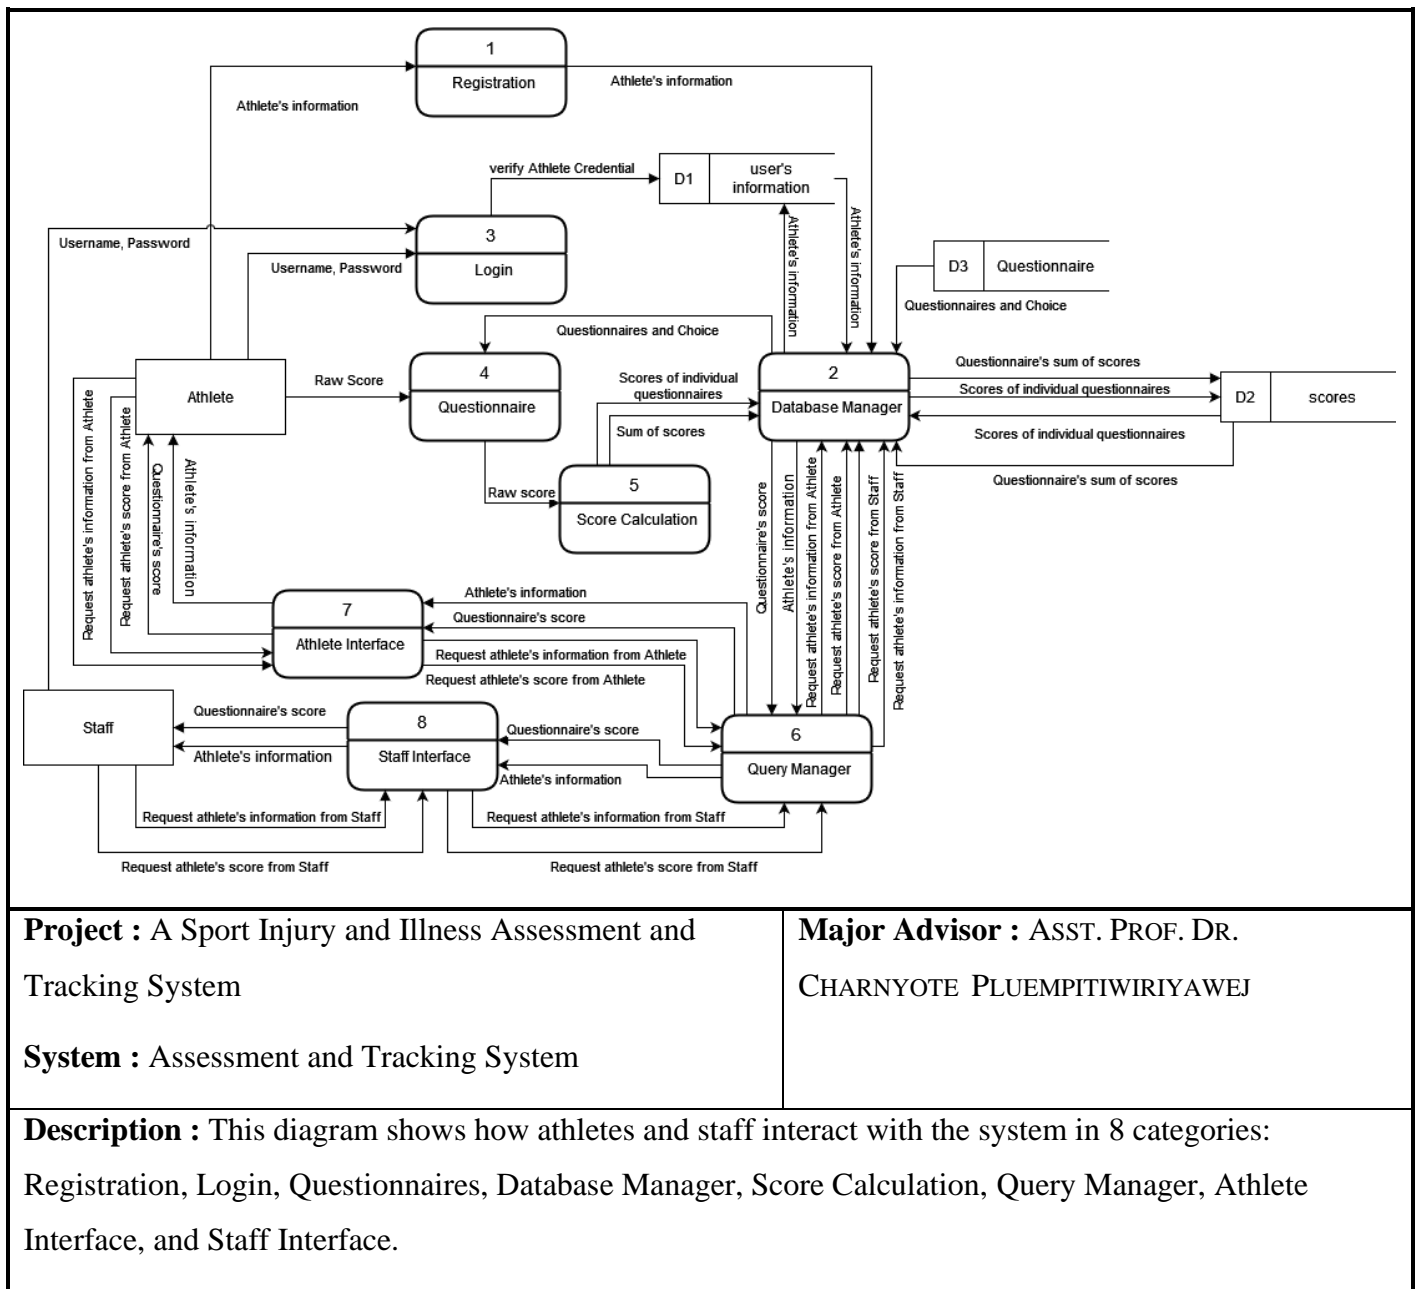 1
Registration
Athlete's information
Athlete's information
verify Athlete Credential
D1
user's
information
Athlete's information
Athlete's information
Username, Password
3
Login
Username, Password
D3
Questionnaire
Questionnaires and Choice
Questionnaires and Choice
Athlete
Raw Score
4
Questionnaire
Scores of individual
questionnaires
Sum of scores
2
Database Manager
Questionnaire's sum of scores
Scores of individual questionnaires
D2
scores
Scores of individual questionnaires
Questionnaire's sum of scores
Raw score
5
Score Calculation
Request athlete's information from Athlete
Request athlete's score from Athlete
Questionnaire's score
Athlete's information
Questionnaire's score
Athlete's information
Request athlete's information from Athlete
Request athlete's score from Athlete
Request athlete's score from Staff
Request athlete's information from Staff
7
Athlete Interface
Athlete's information
Questionnaire's score
Request athlete's information from Athlete
Request athlete's score from Athlete
Staff
Questionnaire's score
Athlete's information
8
Staff Interface
Questionnaire's score
Athlete's information
6
Query Manager
Request athlete's information from Staff
Request athlete's information from Staff
Request athlete's score from Staff
Request athlete's score from Staff
Project : A Sport Injury and Illness Assessment and
Tracking System
System : Assessment and Tracking System
Major Advisor : ASST. PROF. DR.
CHARNYOTE PLUEMPITIWIRIYAWEJ
Description : This diagram shows how athletes and staff interact with the system in 8 categories:
Registration, Login, Questionnaires, Database Manager, Score Calculation, Query Manager, Athlete
Interface, and Staff Interface.